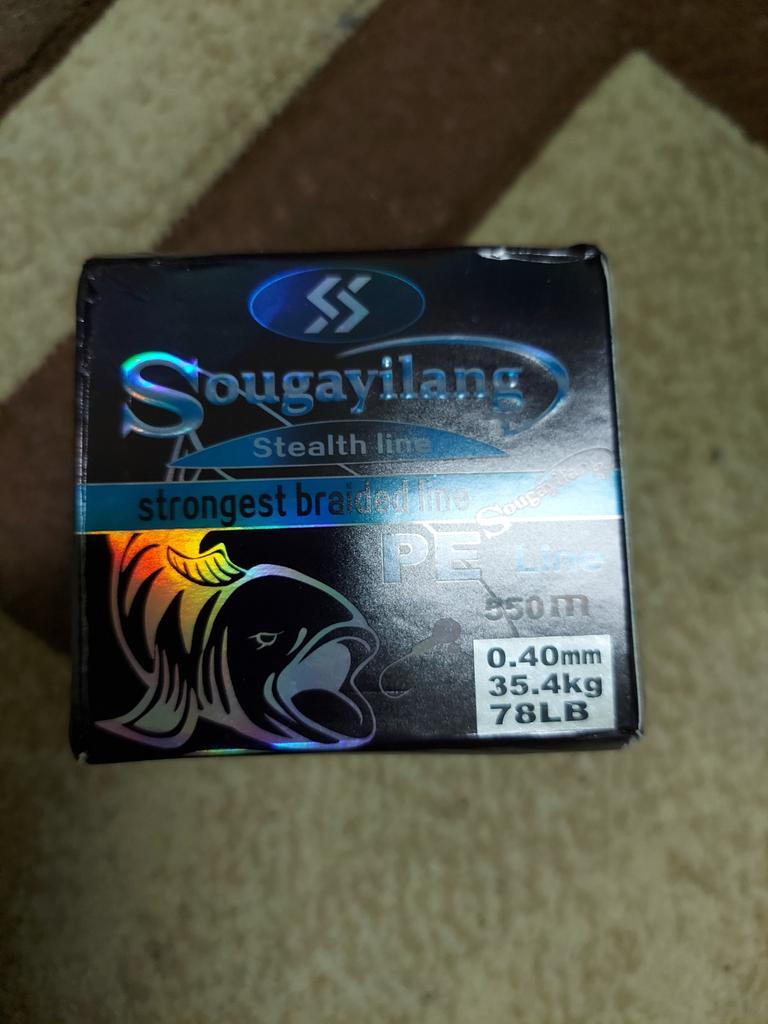 Sougayilang
Stealth line
strongest braided line
Sougayilang
PE Line
550m
0.40mm
35.4kg
78LB